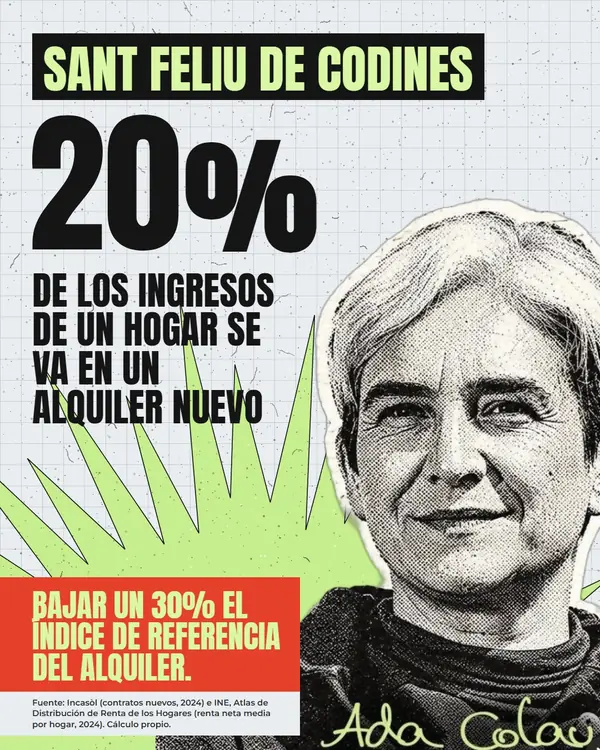 SANT FELIU DE CODINES
20%
DE LOS INGRESOS
DE UN HOGAR SE
VA EN UN
ALQUILER NUEVO
BAJAR UN 30% EL
ÍNDICE DE REFERENCIA
DEL ALQUILER.
Fuente: Incasòl (contratos nuevos, 2024) e INE, Atlas de
Distribución de Renta de los Hogares (renta neta media
por hogar, 2024). Cálculo propio.
Ada Colau